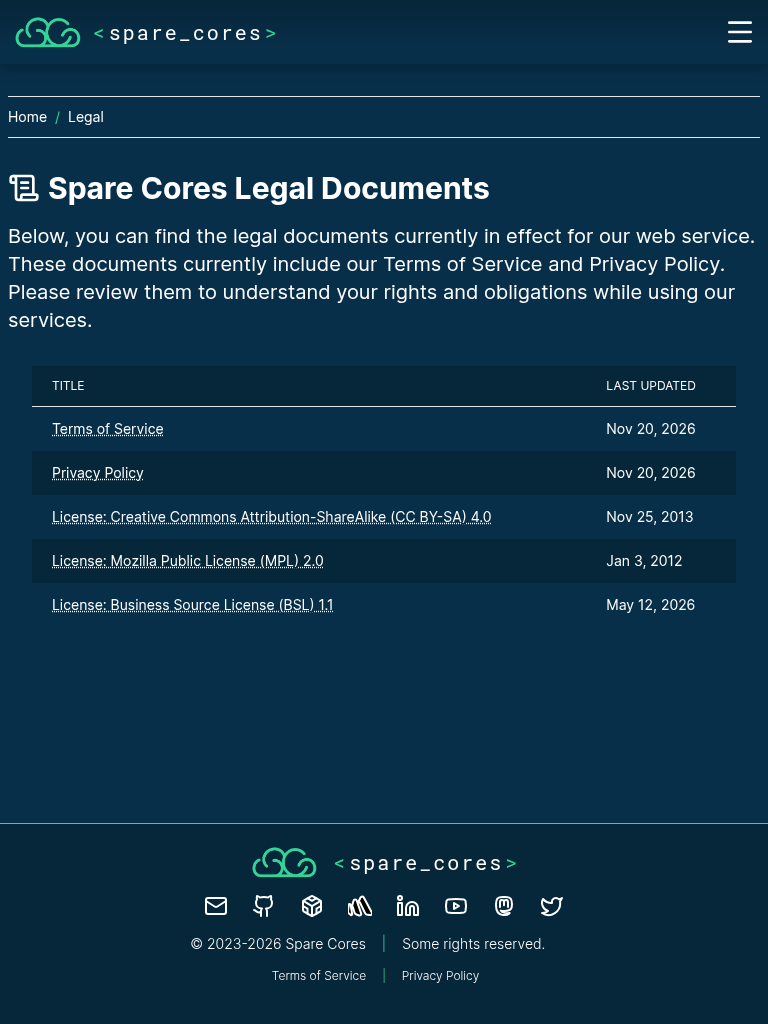 <spare_cores>
Home / Legal
Spare Cores Legal Documents
Below, you can find the legal documents currently in effect for our web service.
These documents currently include our Terms of Service and Privacy Policy.
Please review them to understand your rights and obligations while using our
services.
TITLE LAST UPDATED
Terms of Service Nov 20, 2026
Privacy Policy Nov 20, 2026
License: Creative Commons Attribution-ShareAlike (CC BY-SA) 4.0 Nov 25, 2013
License: Mozilla Public License (MPL) 2.0 Jan 3, 2012
License: Business Source License (BSL) 1.1 May 12, 2026
<spare_cores>
© 2023-2026 Spare Cores | Some rights reserved.
Terms of Service | Privacy Policy